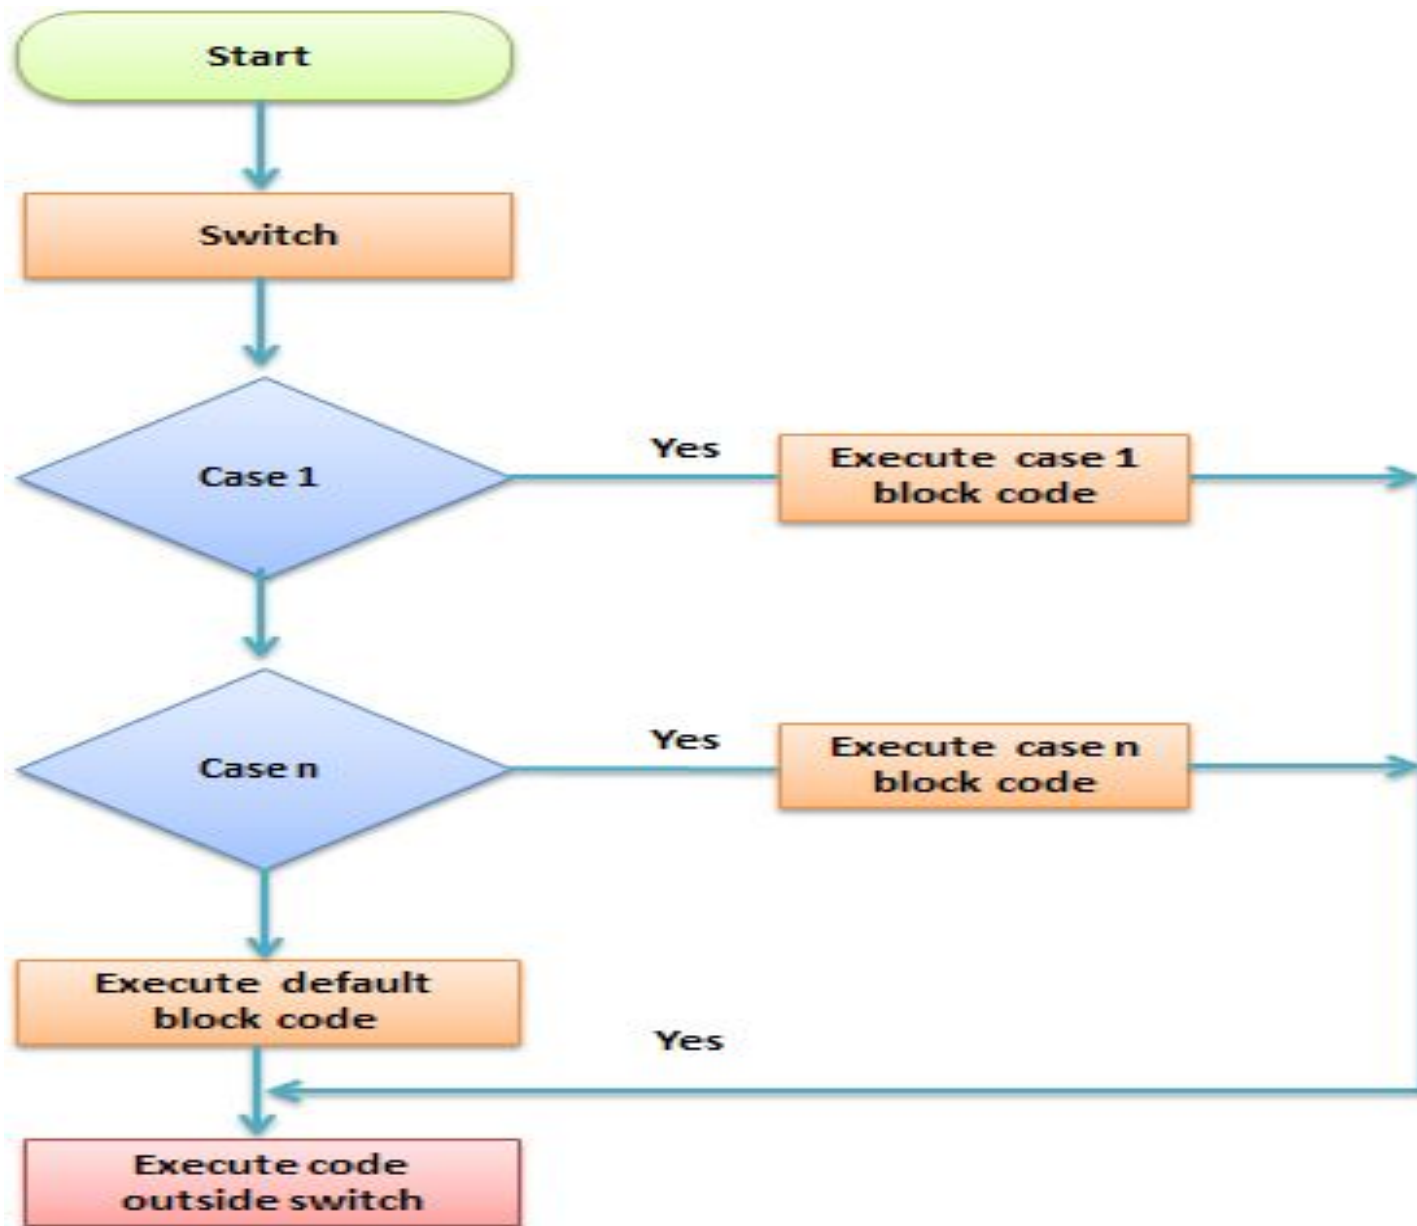 Start
Switch
Case 1
Yes
Execute case 1
block code
Case n
Yes
Execute case n
block code
Execute default
block code
Yes
Execute code
outside switch